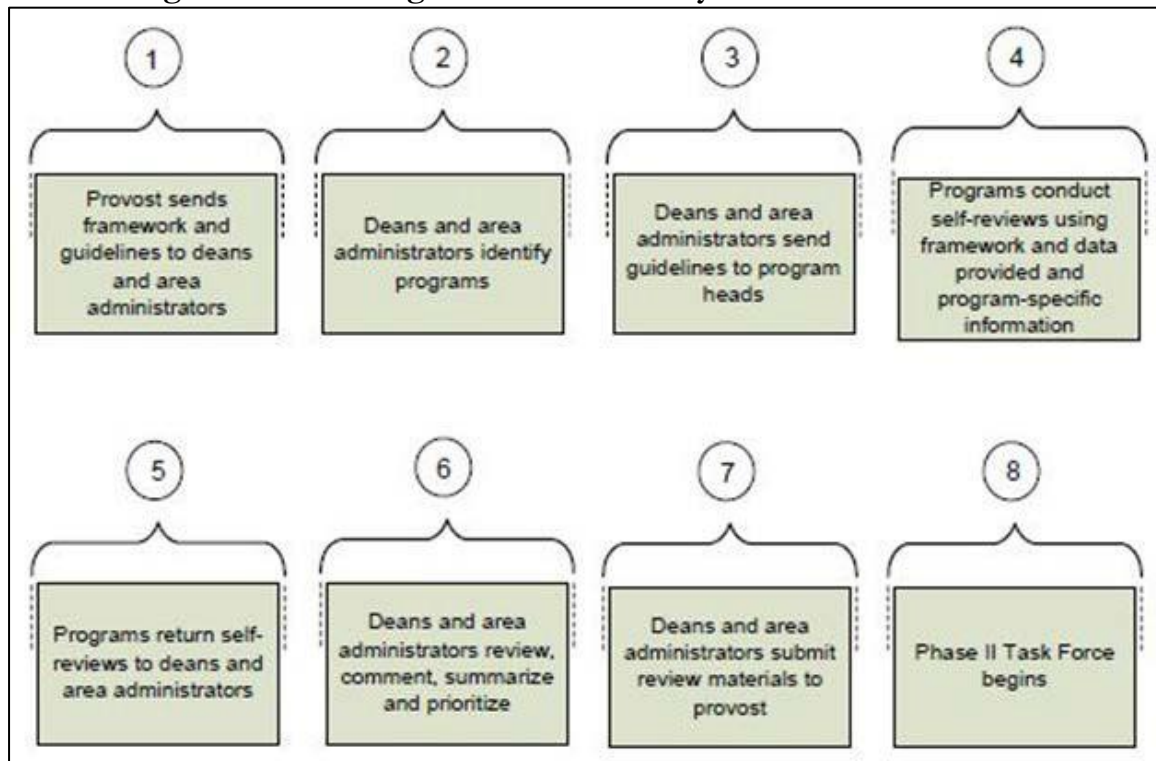 1
2
3
4
Provost sends
framework and
guidelines to deans
and area
administrators
Deans and area
administrators identify
programs
Deans and area
administrators send
guidelines to program
heads
Programs conduct
self-reviews using
framework and data
provided and
program-specific
information
5
6
7
8
Programs return self-
reviews to deans and
area administrators
Deans and area
administrators review,
comment, summarize
and prioritize
Deans and area
administrators submit
review materials to
provost
Phase II Task Force
begins